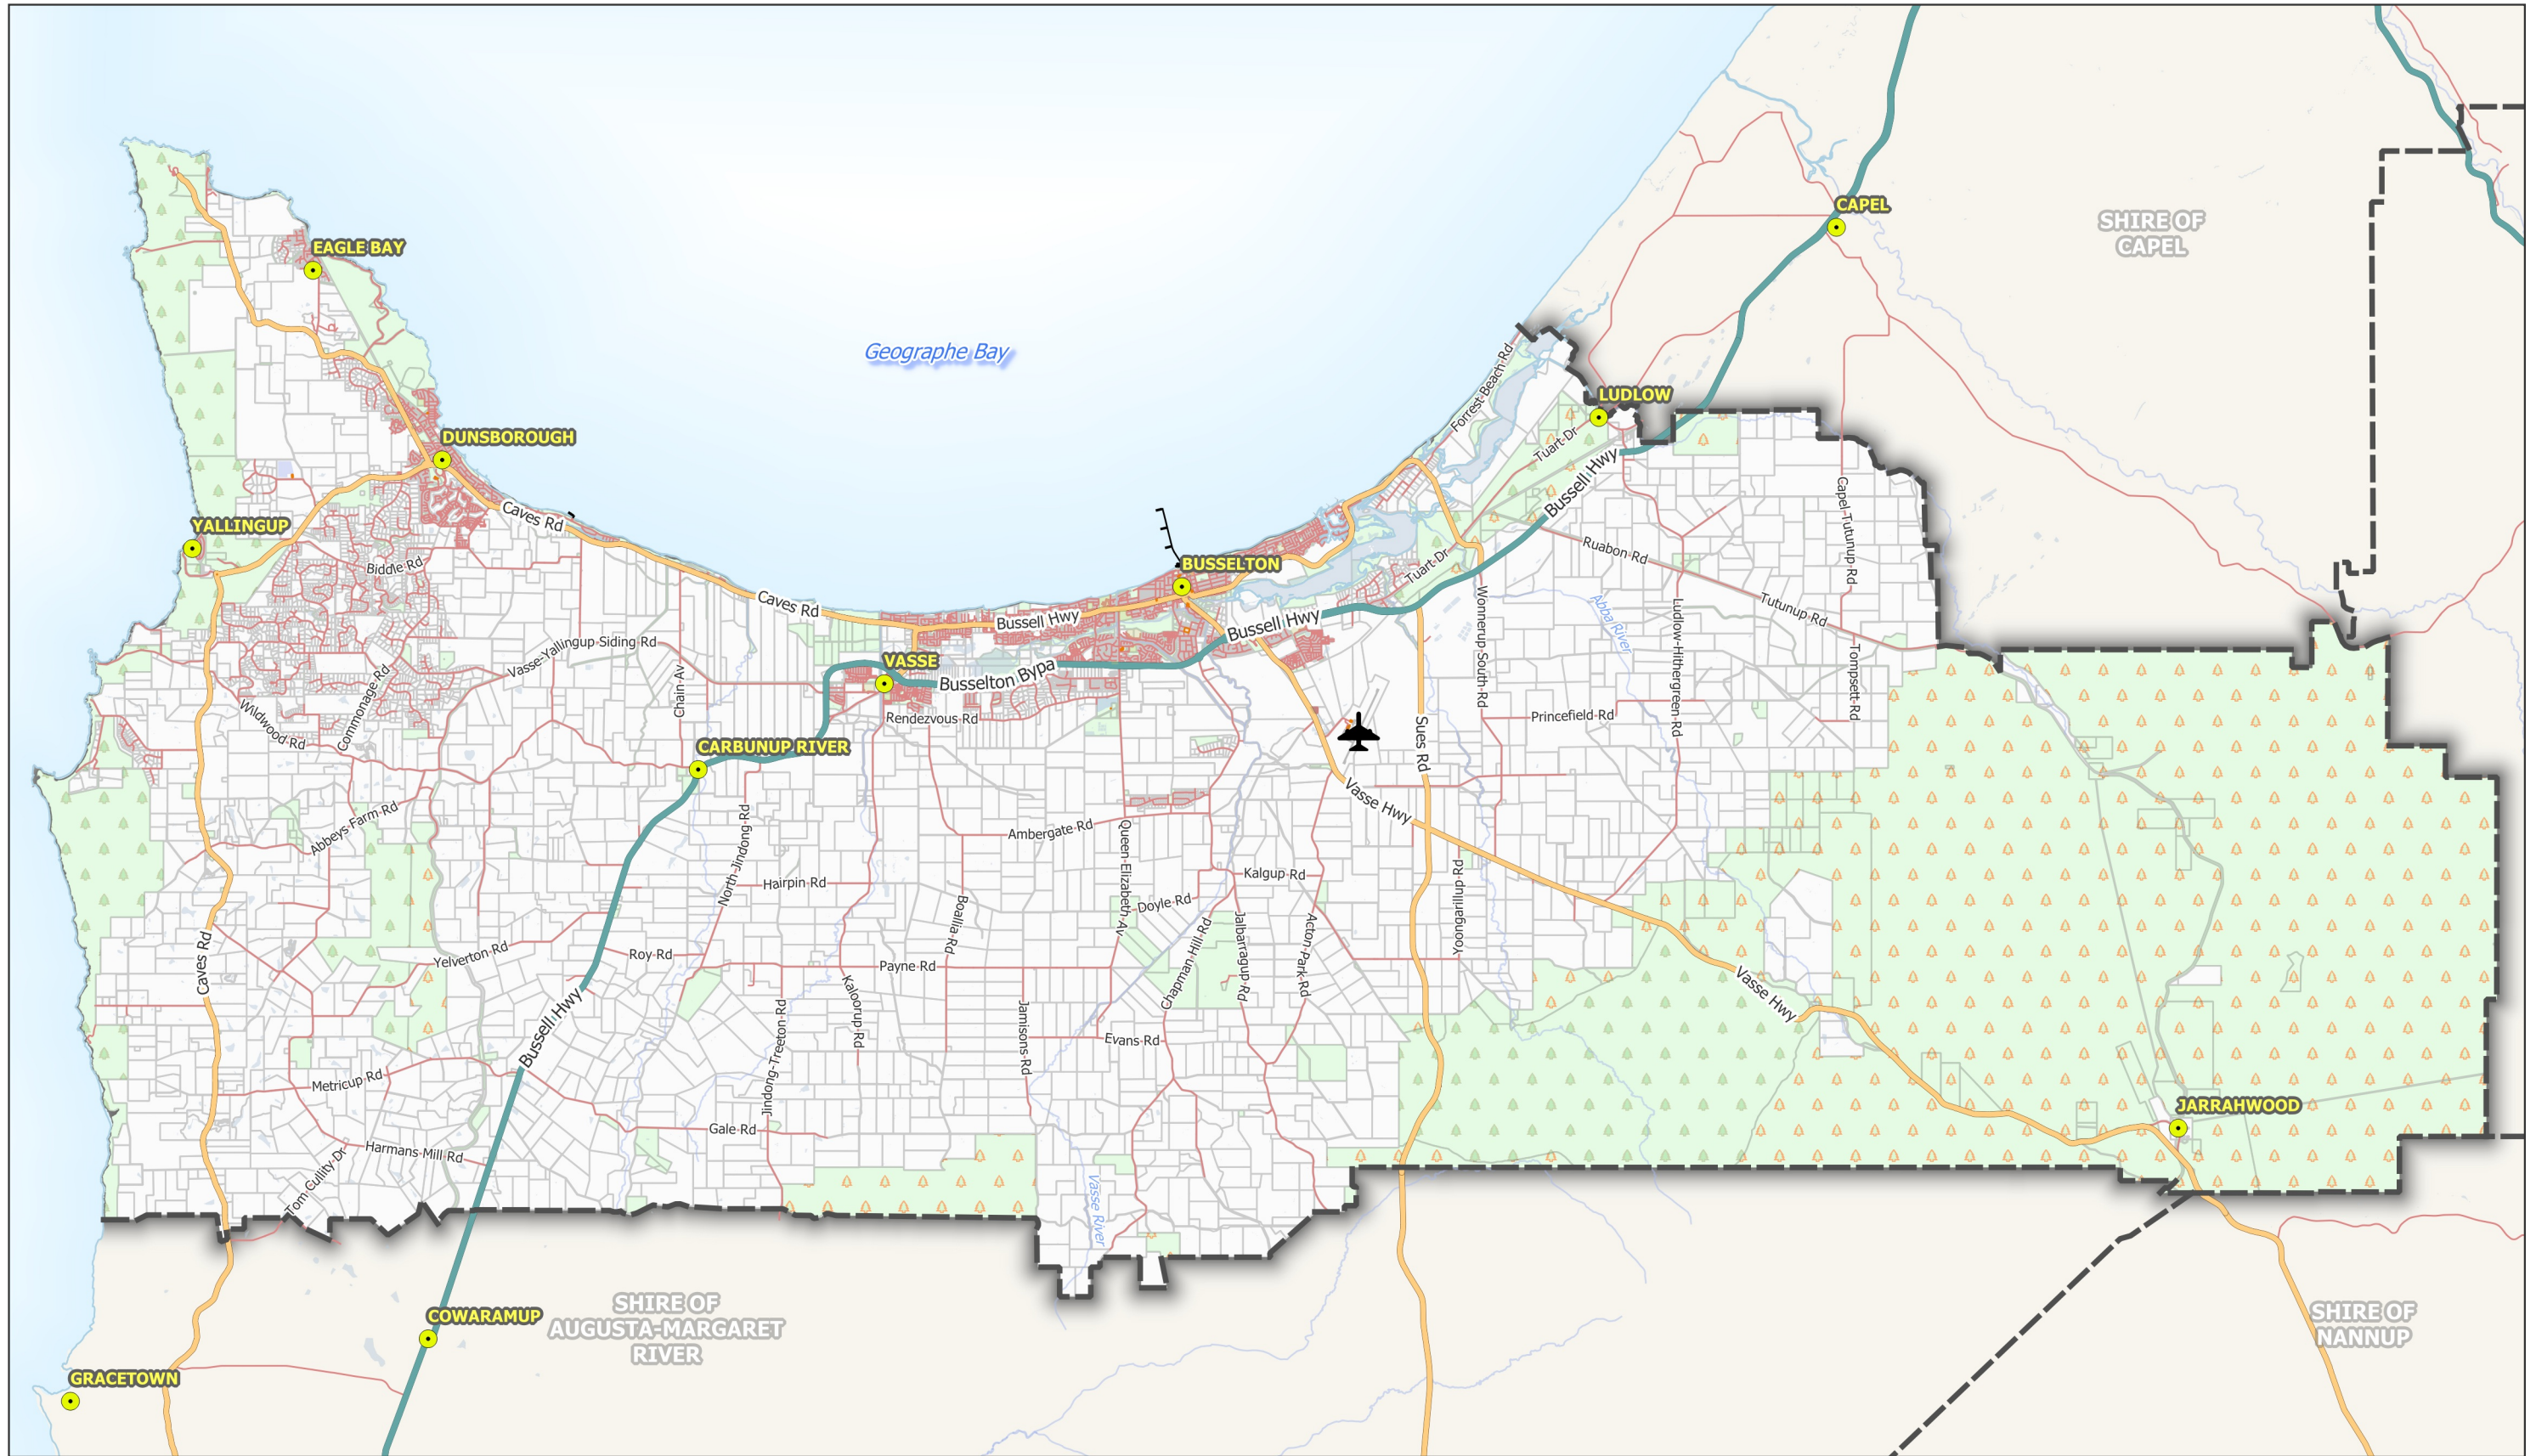 CAPEL
SHIRE OF
CAPEL
EAGLE BAY
Geographe Bay
Forrest Beach Rd
LUDLOW
DUNSBOROUGH
Tuart Dr
Bussell Hwy
Capel-Tutunup Rd
YALLINGUP
Caves Rd
Ruabon Rd
Biddle Rd
BUSSELTON
Tuart Dr
Caves Rd
Bussell Hwy
Bussell Hwy
Wonnerup South Rd
Abba River
Ludlow-Hithergreen Rd
Tutunup Rd
Vasse-Yallingup Siding Rd
Chain Av
VASSE
Busselton Bypa
Tompsett Rd
Commonage Rd
Wildwood Rd
Rendezvous Rd
Sues Rd
Princefield Rd
CARBUNUP RIVER
Vasse Hwy
Abbeys Farm Rd
North Jindong Rd
Ambergate Rd
Queen Elizabeth Av
Hairpin Rd
Kalgup Rd
Yoongarillup Rd
Boallia Rd
Doyle Rd
Chapman Hill Rd
Jalbarragup Rd
Acton Park Rd
Caves Rd
Yelverton Rd
Roy Rd
Payne Rd
Kaloorup Rd
Vasse Hwy
Bussell Hwy
Jindong-Treeton Rd
Jamisons Rd
Evans Rd
Metricup Rd
JARRAHWOOD
Gale Rd
Harmans Mill Rd
Tom Cullity Dr
Vasse River
COWARAMUP
SHIRE OF
AUGUSTA-MARGARET
RIVER
SHIRE OF
NANNUP
GRACETOWN